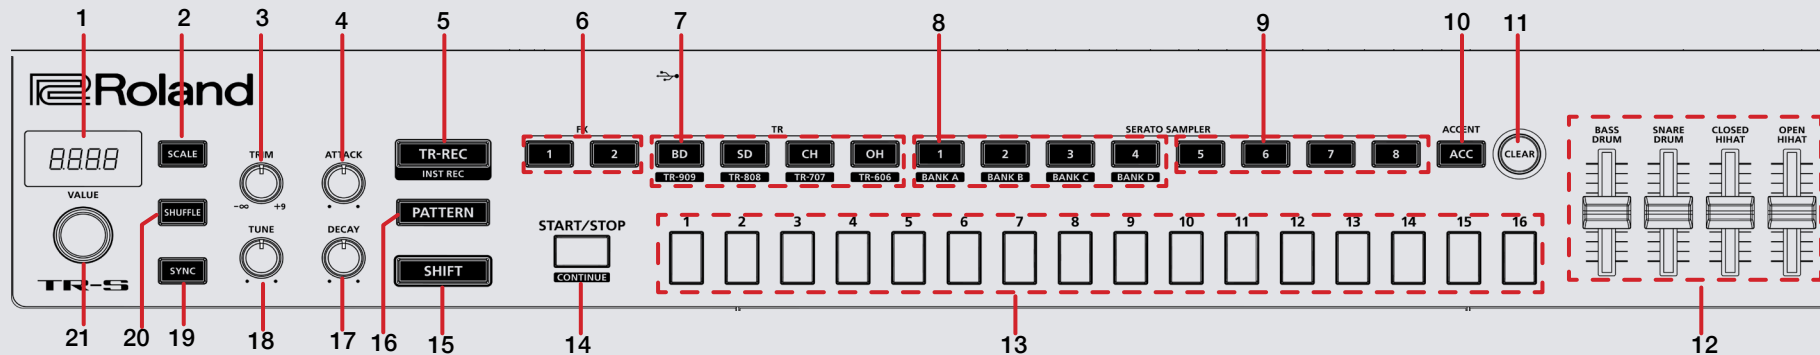 1 2 3 4 5 6 7 8 9 10 11
Roland
8.8.8.8
VALUE
TR-S
SCALE
SHUFFLE
SYNC
TRIM
-∞ +9
TUNE
ATTACK
DECAY
TR-REC
INST REC
PATTERN
SHIFT
FX
1 2
TR
BD SD CH OH
TR-909 TR-808 TR-707 TR-606
SERATO SAMPLER
1 2 3 4 5 6 7 8
BANK A BANK B BANK C BANK D
ACCENT
ACC
CLEAR
START/STOP
CONTINUE
1 2 3 4 5 6 7 8 9 10 11 12 13 14 15 16
BASS DRUM
SNARE DRUM
CLOSED HIHAT
OPEN HIHAT
21 20 19 18 17 16 15 14 13 12